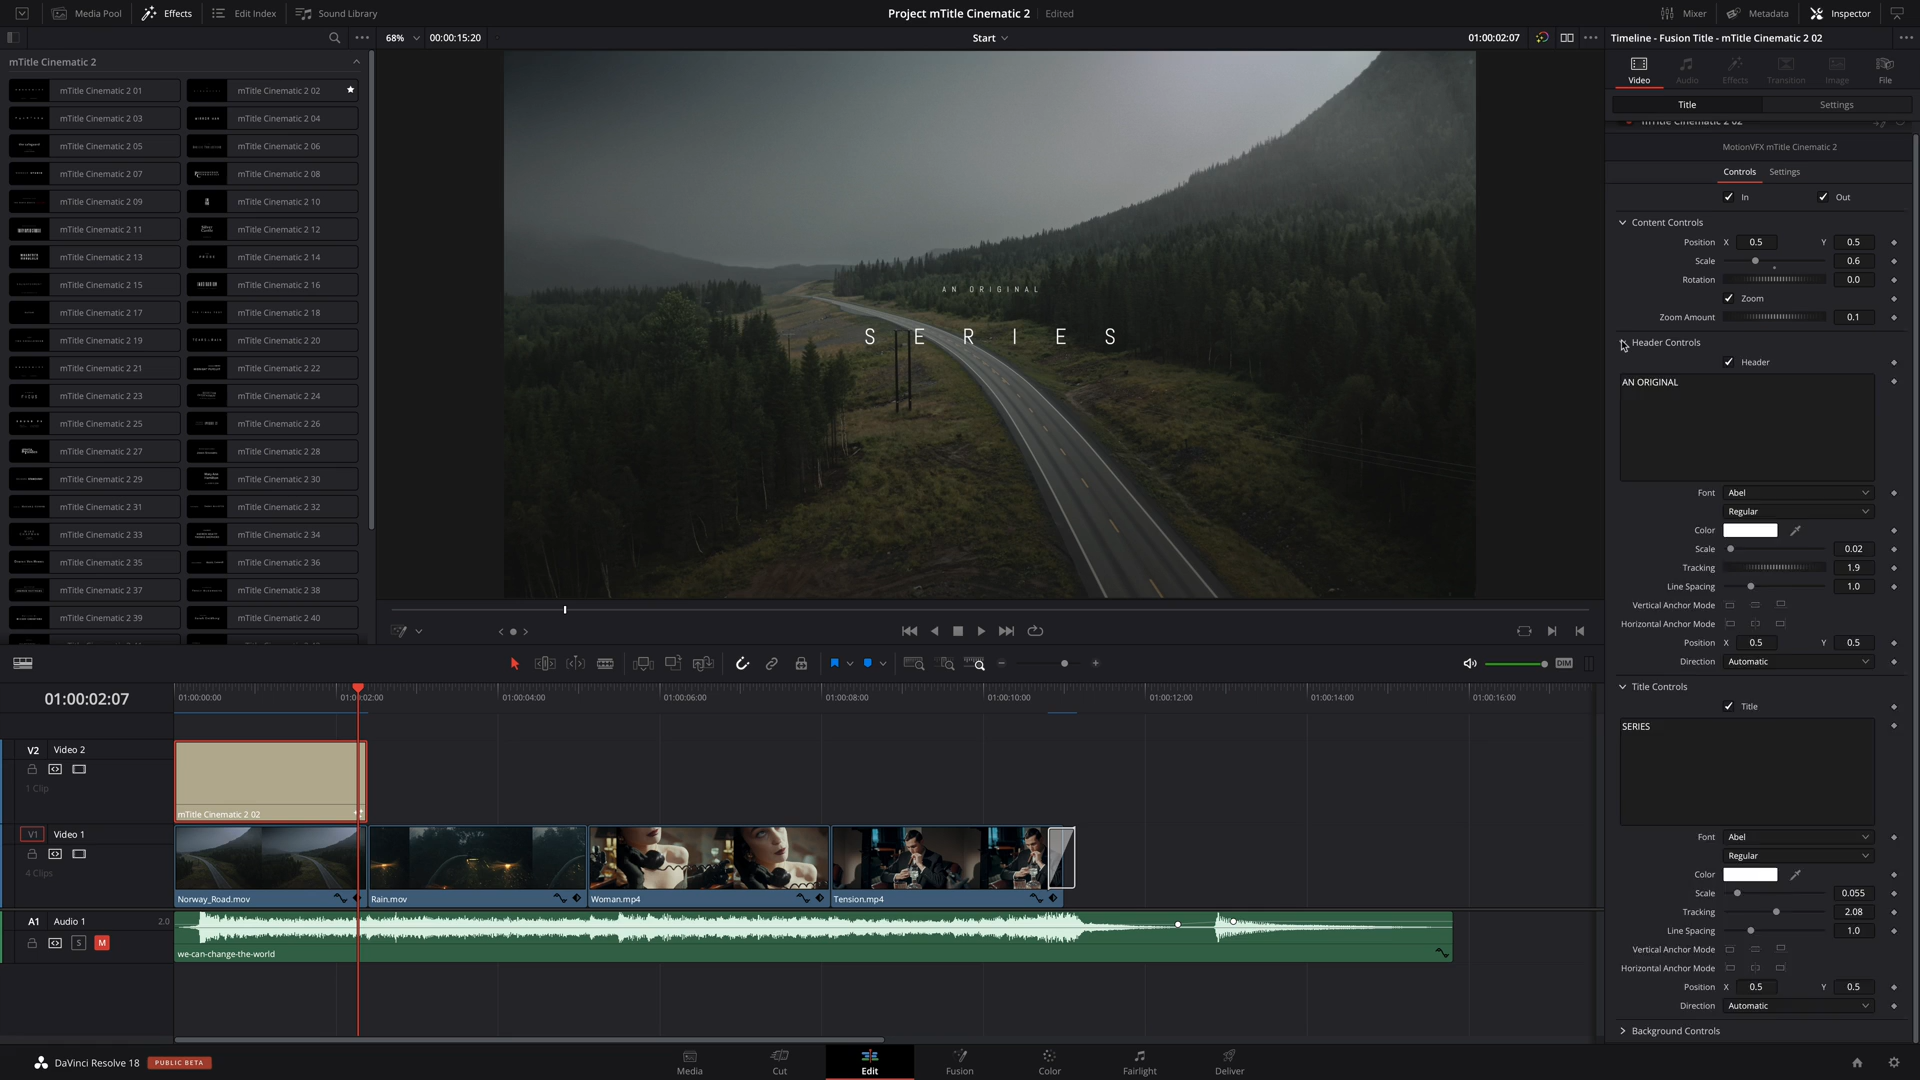 Media Pool
Effects
Edit Index
Sound Library
Project mTitle Cinematic 2
Edited
Mixer
Metadata
Inspector
68%
00:00:15:20
Start
01:00:02:07
Timeline - Fusion Title - mTitle Cinematic 2 02
mTitle Cinematic 2
mTitle Cinematic 2 01
mTitle Cinematic 2 02
mTitle Cinematic 2 03
mTitle Cinematic 2 04
mTitle Cinematic 2 05
mTitle Cinematic 2 06
mTitle Cinematic 2 07
mTitle Cinematic 2 08
mTitle Cinematic 2 09
mTitle Cinematic 2 10
mTitle Cinematic 2 11
mTitle Cinematic 2 12
mTitle Cinematic 2 13
mTitle Cinematic 2 14
mTitle Cinematic 2 15
mTitle Cinematic 2 16
mTitle Cinematic 2 17
mTitle Cinematic 2 18
mTitle Cinematic 2 19
mTitle Cinematic 2 20
mTitle Cinematic 2 21
mTitle Cinematic 2 22
mTitle Cinematic 2 23
mTitle Cinematic 2 24
mTitle Cinematic 2 25
mTitle Cinematic 2 26
mTitle Cinematic 2 27
mTitle Cinematic 2 28
mTitle Cinematic 2 29
mTitle Cinematic 2 30
mTitle Cinematic 2 31
mTitle Cinematic 2 32
mTitle Cinematic 2 33
mTitle Cinematic 2 34
mTitle Cinematic 2 35
mTitle Cinematic 2 36
mTitle Cinematic 2 37
mTitle Cinematic 2 38
mTitle Cinematic 2 39
mTitle Cinematic 2 40
AN ORIGINAL
SERIES
Video
Audio
Effects
Transition
Image
File
Title
Settings
mTitle Cinematic 2 02
MotionVFX mTitle Cinematic 2
Controls
Settings
In
Out
Content Controls
Position X 0.5 Y 0.5
Scale 0.6
Rotation 0.0
Zoom
Zoom Amount 0.1
Header Controls
Header
AN ORIGINAL
Font Abel
Regular
Color
Scale 0.02
Tracking 1.9
Line Spacing 1.0
Vertical Anchor Mode
Horizontal Anchor Mode
Position X 0.5 Y 0.5
Direction Automatic
Title Controls
Title
SERIES
Font Abel
Regular
Color
Scale 0.055
Tracking 2.08
Line Spacing 1.0
Vertical Anchor Mode
Horizontal Anchor Mode
Position X 0.5 Y 0.5
Direction Automatic
Background Controls
DIM
01:00:02:07
01:00:00:00
01:00:02:00
01:00:04:00
01:00:06:00
01:00:08:00
01:00:10:00
01:00:12:00
01:00:14:00
01:00:16:00
V2 Video 2
1 Clip
mTitle Cinematic 2 02
V1 Video 1
4 Clips
Norway_Road.mov
Rain.mov
Woman.mp4
Tension.mp4
A1 Audio 1 2.0
S M
we-can-change-the-world
DaVinci Resolve 18
PUBLIC BETA
Media
Cut
Edit
Fusion
Color
Fairlight
Deliver